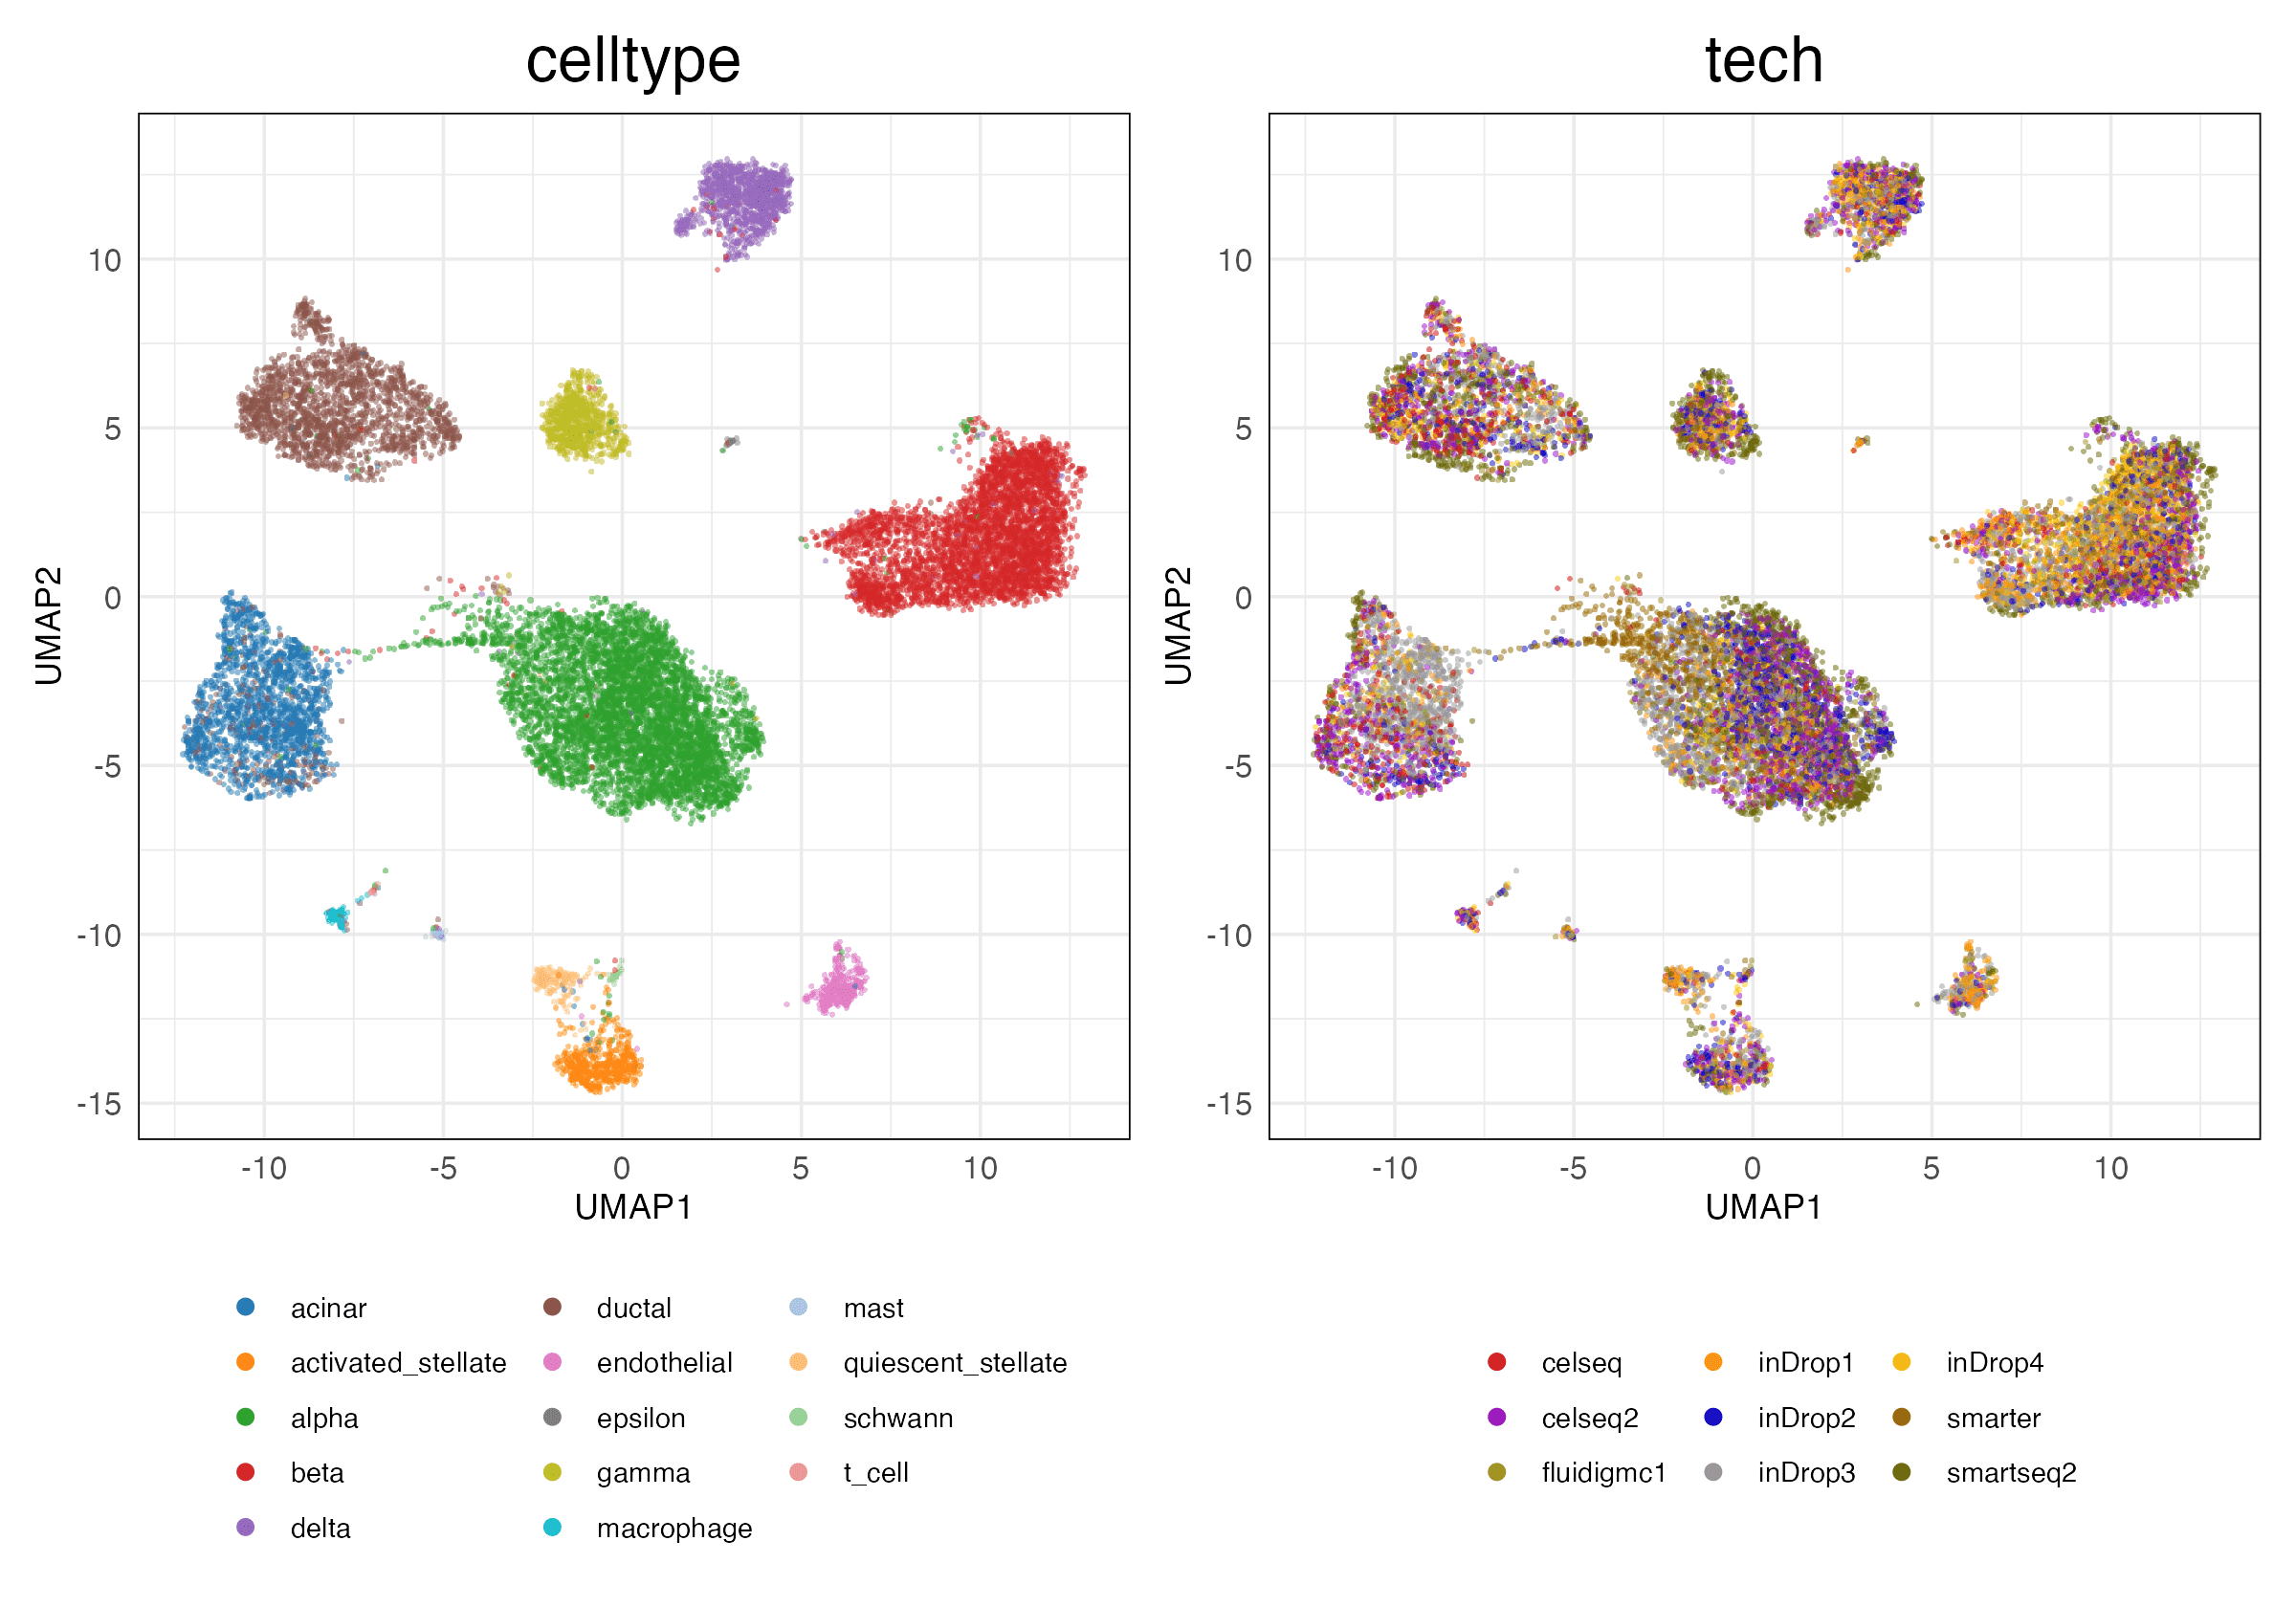 celltype
tech
10
5
0
-5
-10
-15
UMAP2
-10 -5 0 5 10
UMAP1
10
5
0
-5
-10
-15
UMAP2
-10 -5 0 5 10
UMAP1
acinar ductal mast
activated_stellate endothelial quiescent_stellate
alpha epsilon schwann
beta gamma t_cell
delta macrophage
celseq inDrop1 inDrop4
celseq2 inDrop2 smarter
fluidigmc1 inDrop3 smartseq2